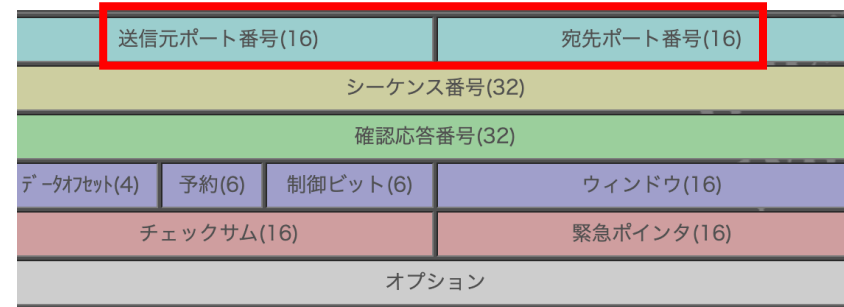 送信元ポート番号(16) 宛先ポート番号(16)
シーケンス番号(32)
確認応答番号(32)
ﾃﾞｰﾀｵﾌｾｯﾄ(4) 予約(6) 制御ビット(6) ウィンドウ(16)
チェックサム(16) 緊急ポインタ(16)
オプション